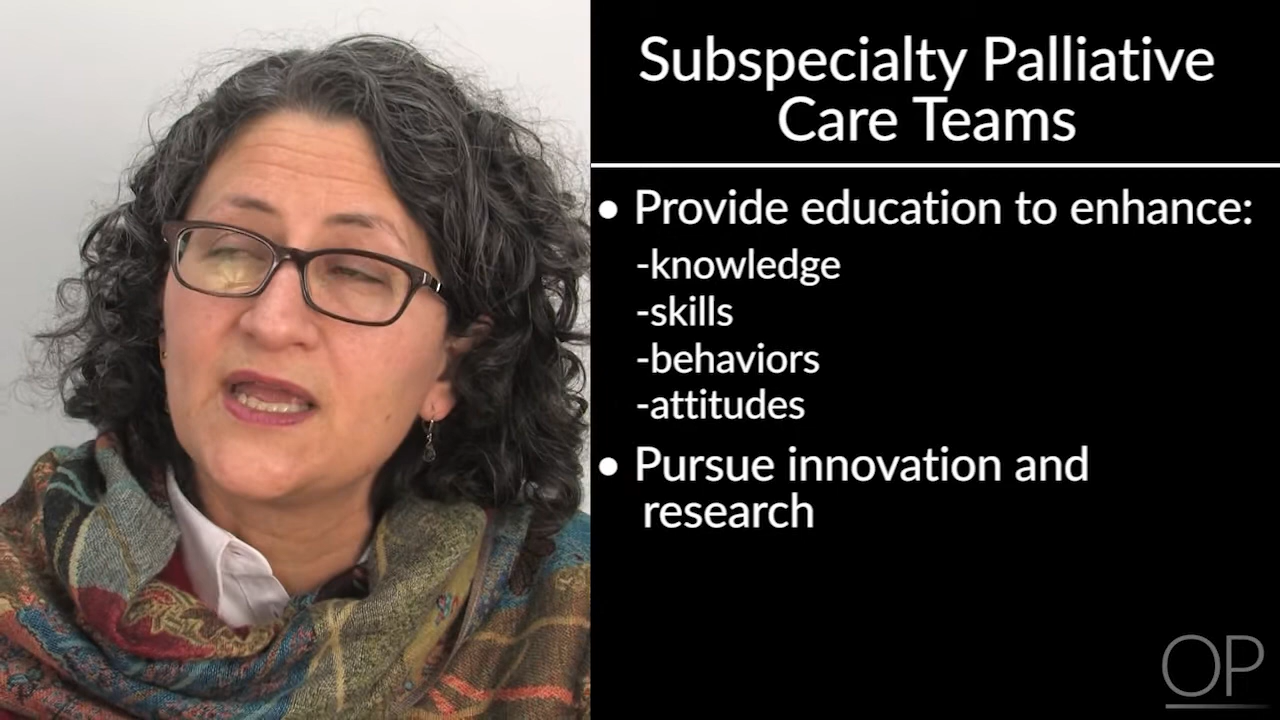 Subspecialty Palliative
Care Teams
• Provide education to enhance:
-knowledge
-skills
-behaviors
-attitudes
• Pursue innovation and
research
OP